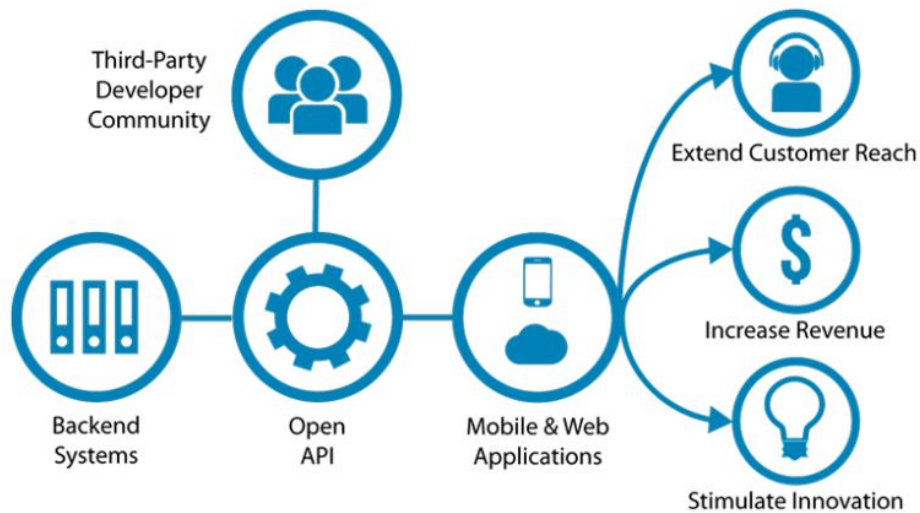 Third-Party
Developer
Community
Extend Customer Reach
$
Increase Revenue
Backend
Systems
Open
API
Mobile & Web
Applications
Stimulate Innovation